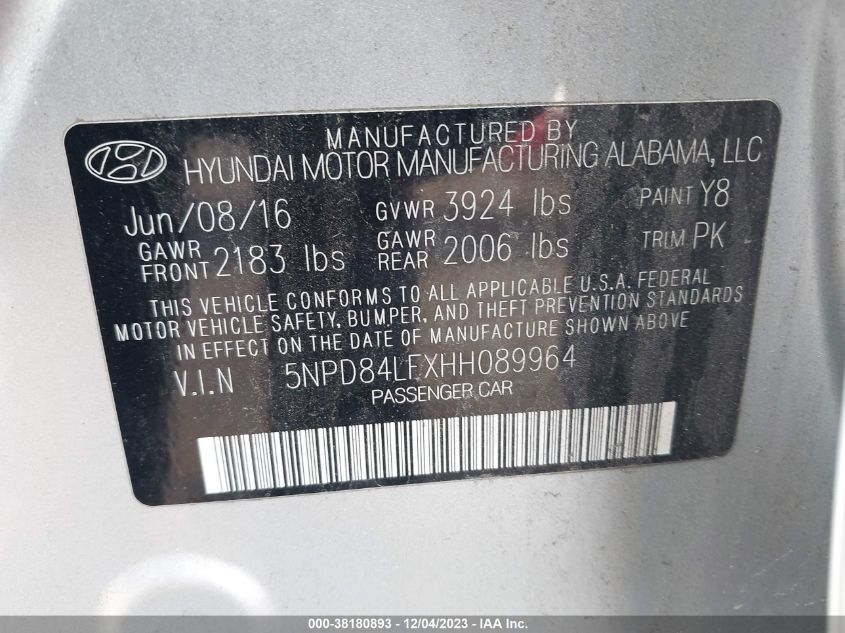 MANUFACTURED BY
HYUNDAI MOTOR MANUFACTURING ALABAMA, LLC
Jun/08/16 GVWR 3924 lbs PAINT Y8
GAWR FRONT 2183 lbs GAWR REAR 2006 lbs TRIM PK
THIS VEHICLE CONFORMS TO ALL APPLICABLE U.S.A. FEDERAL
MOTOR VEHICLE SAFETY, BUMPER, AND THEFT PREVENTION STANDARDS
IN EFFECT ON THE DATE OF MANUFACTURE SHOWN ABOVE
V.I.N 5NPD84LFXHH089964
PASSENGER CAR
000-38180893 - 12/04/2023 - IAA Inc.